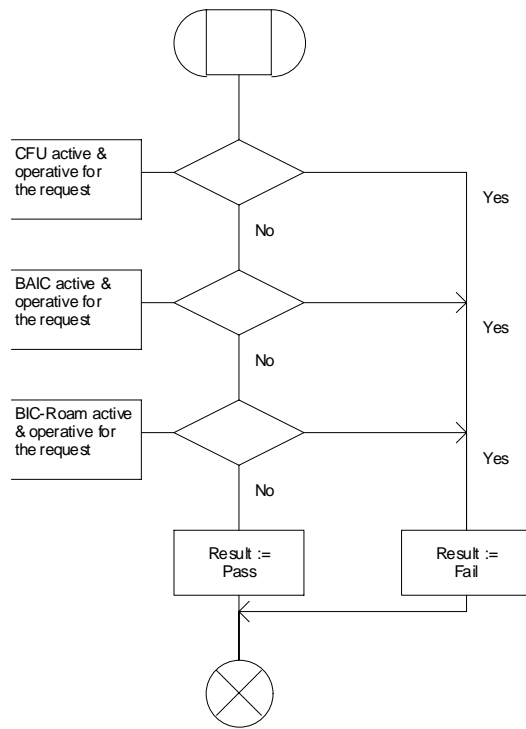 CFU active &
operative for
the request
Yes
No
BAIC active &
operative for
the request
Yes
No
BIC-Roam active
& operative for
the request
Yes
No
Result :=
Pass
Result :=
Fail